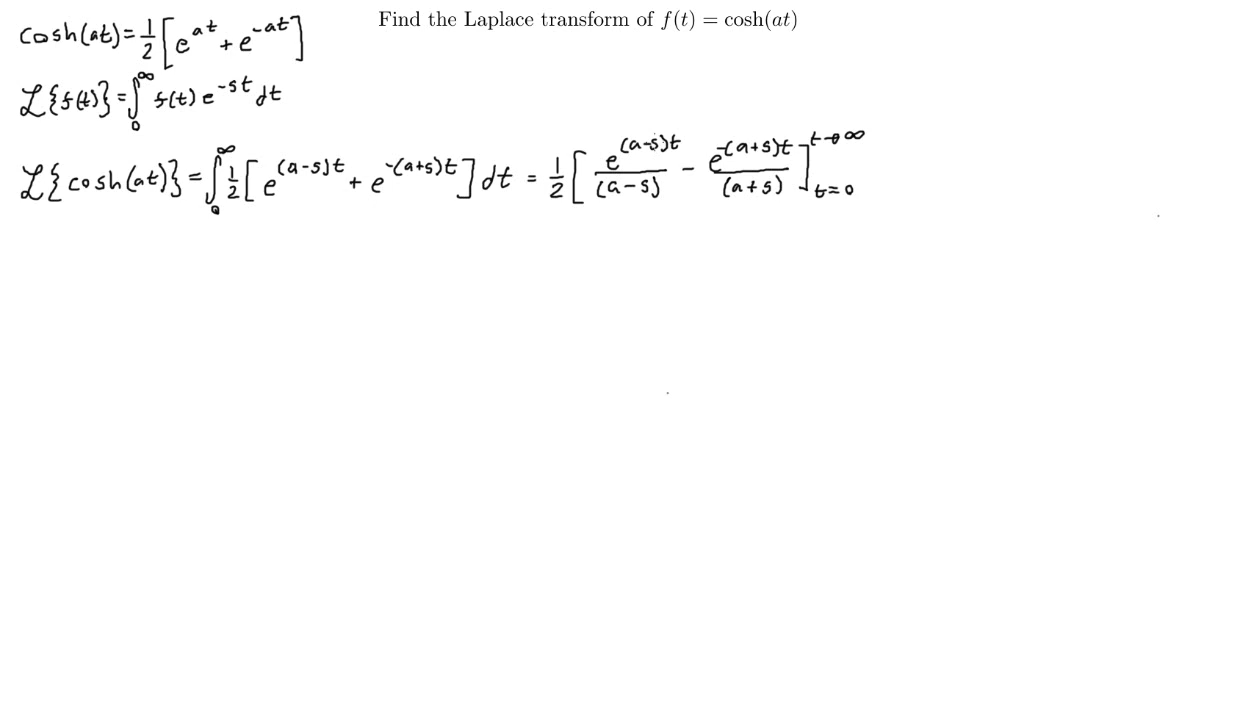 Find the Laplace transform of f(t) = cosh(at)
cosh(at) = 1/2 [e^{at} + e^{-at}]
ℒ{f(t)} = ∫_0^∞ f(t) e^{-st} dt
ℒ{cosh(at)} = ∫_0^∞ 1/2 [e^{(a-s)t} + e^{-(a+s)t}] dt = 1/2 [e^{(a-s)t}/(a-s) - e^{-(a+s)t}/(a+s)]_{t=0}^{t→∞}